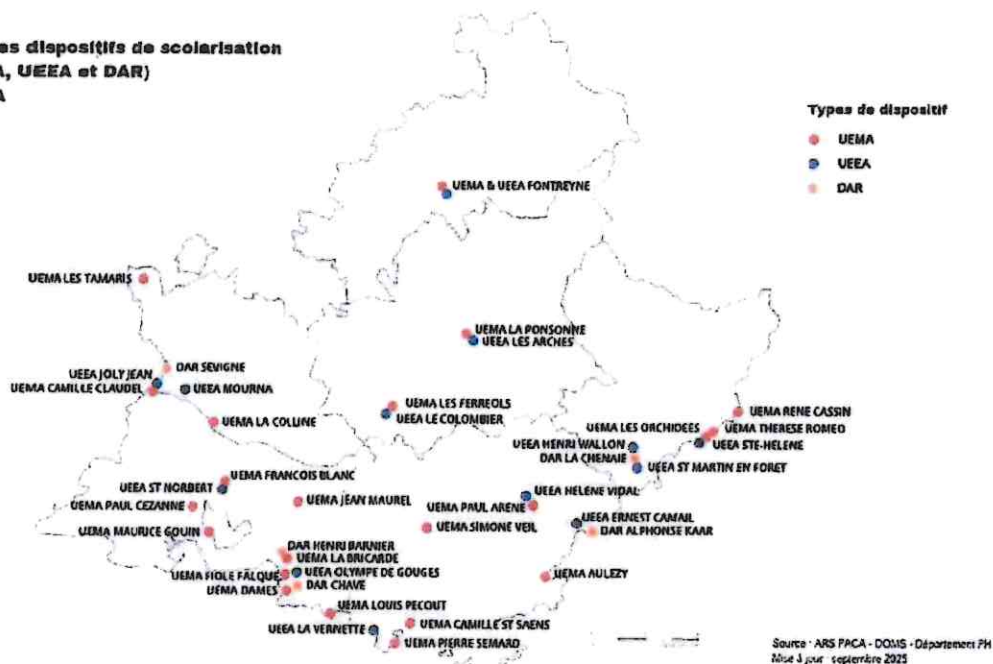 es dispositifs de scolarisation
A, UEEA et DAR)
A
Types de dispositif
UEMA
UEEA
DAR
UEMA & UEEA FONTREYNE
UEMA LES TAMARIS
UEMA LA PONSONNE
UEEA LES ARCHES
DAR SEVIGNE
UEEA JOLY JEAN
UEMA CAMILLE CLAUDEL
UEEA MOURNA
UEMA LES FERREOLS
UEEA LE COLOMBIER
UEMA LA COLLINE
UEMA RENE CASSIN
UEMA LES ORCHIDEES
UEMA THERESE ROMEO
UEEA STE-HELENE
UEEA HENRI WALLON
DAR LA CHENAIE
UEEA ST MARTIN EN FORET
UEMA FRANCOIS BLANC
UEEA ST NORBERT
UEMA JEAN MAUREL
UEEA HELENE VIDAL
UEMA PAUL CEZANNE
UEMA PAUL ARENE
UEMA MAURICE GOUIN
UEMA SIMONE VEIL
UEEA ERNEST CAMAIL
DAR ALPHONSE KAAR
DAR HENRI BARNIER
UEMA LA BRICARDE
UEMA FIOLE FALQUE
UEEA OLYMPE DE GOUGES
UEMA DAMES
DAR CHAVE
UEMA AULEZY
UEMA LOUIS PECOUT
UEEA LA VERNETTE
UEMA CAMILLE ST SAENS
UEMA PIERRE SEMARD
Source : ARS PACA - DOMS - Département PH
Mise à jour : septembre 2025